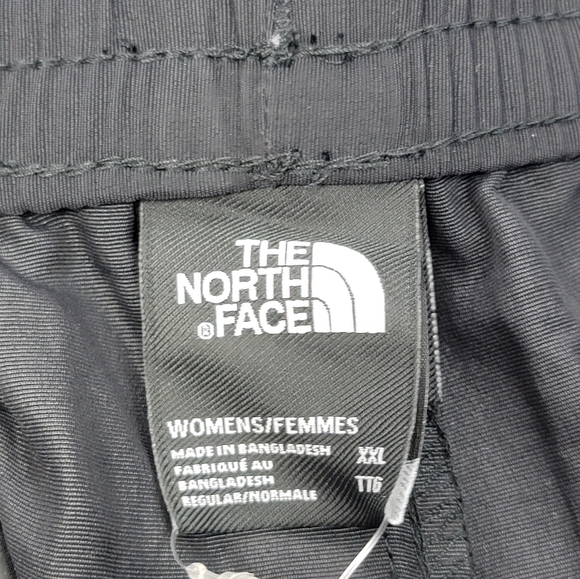 THE
NORTH
®FACE
WOMENS/FEMMES
MADE IN BANGLADESH XXL
FABRIQUÉ AU
BANGLADESH TTG
REGULAR/NORMALE